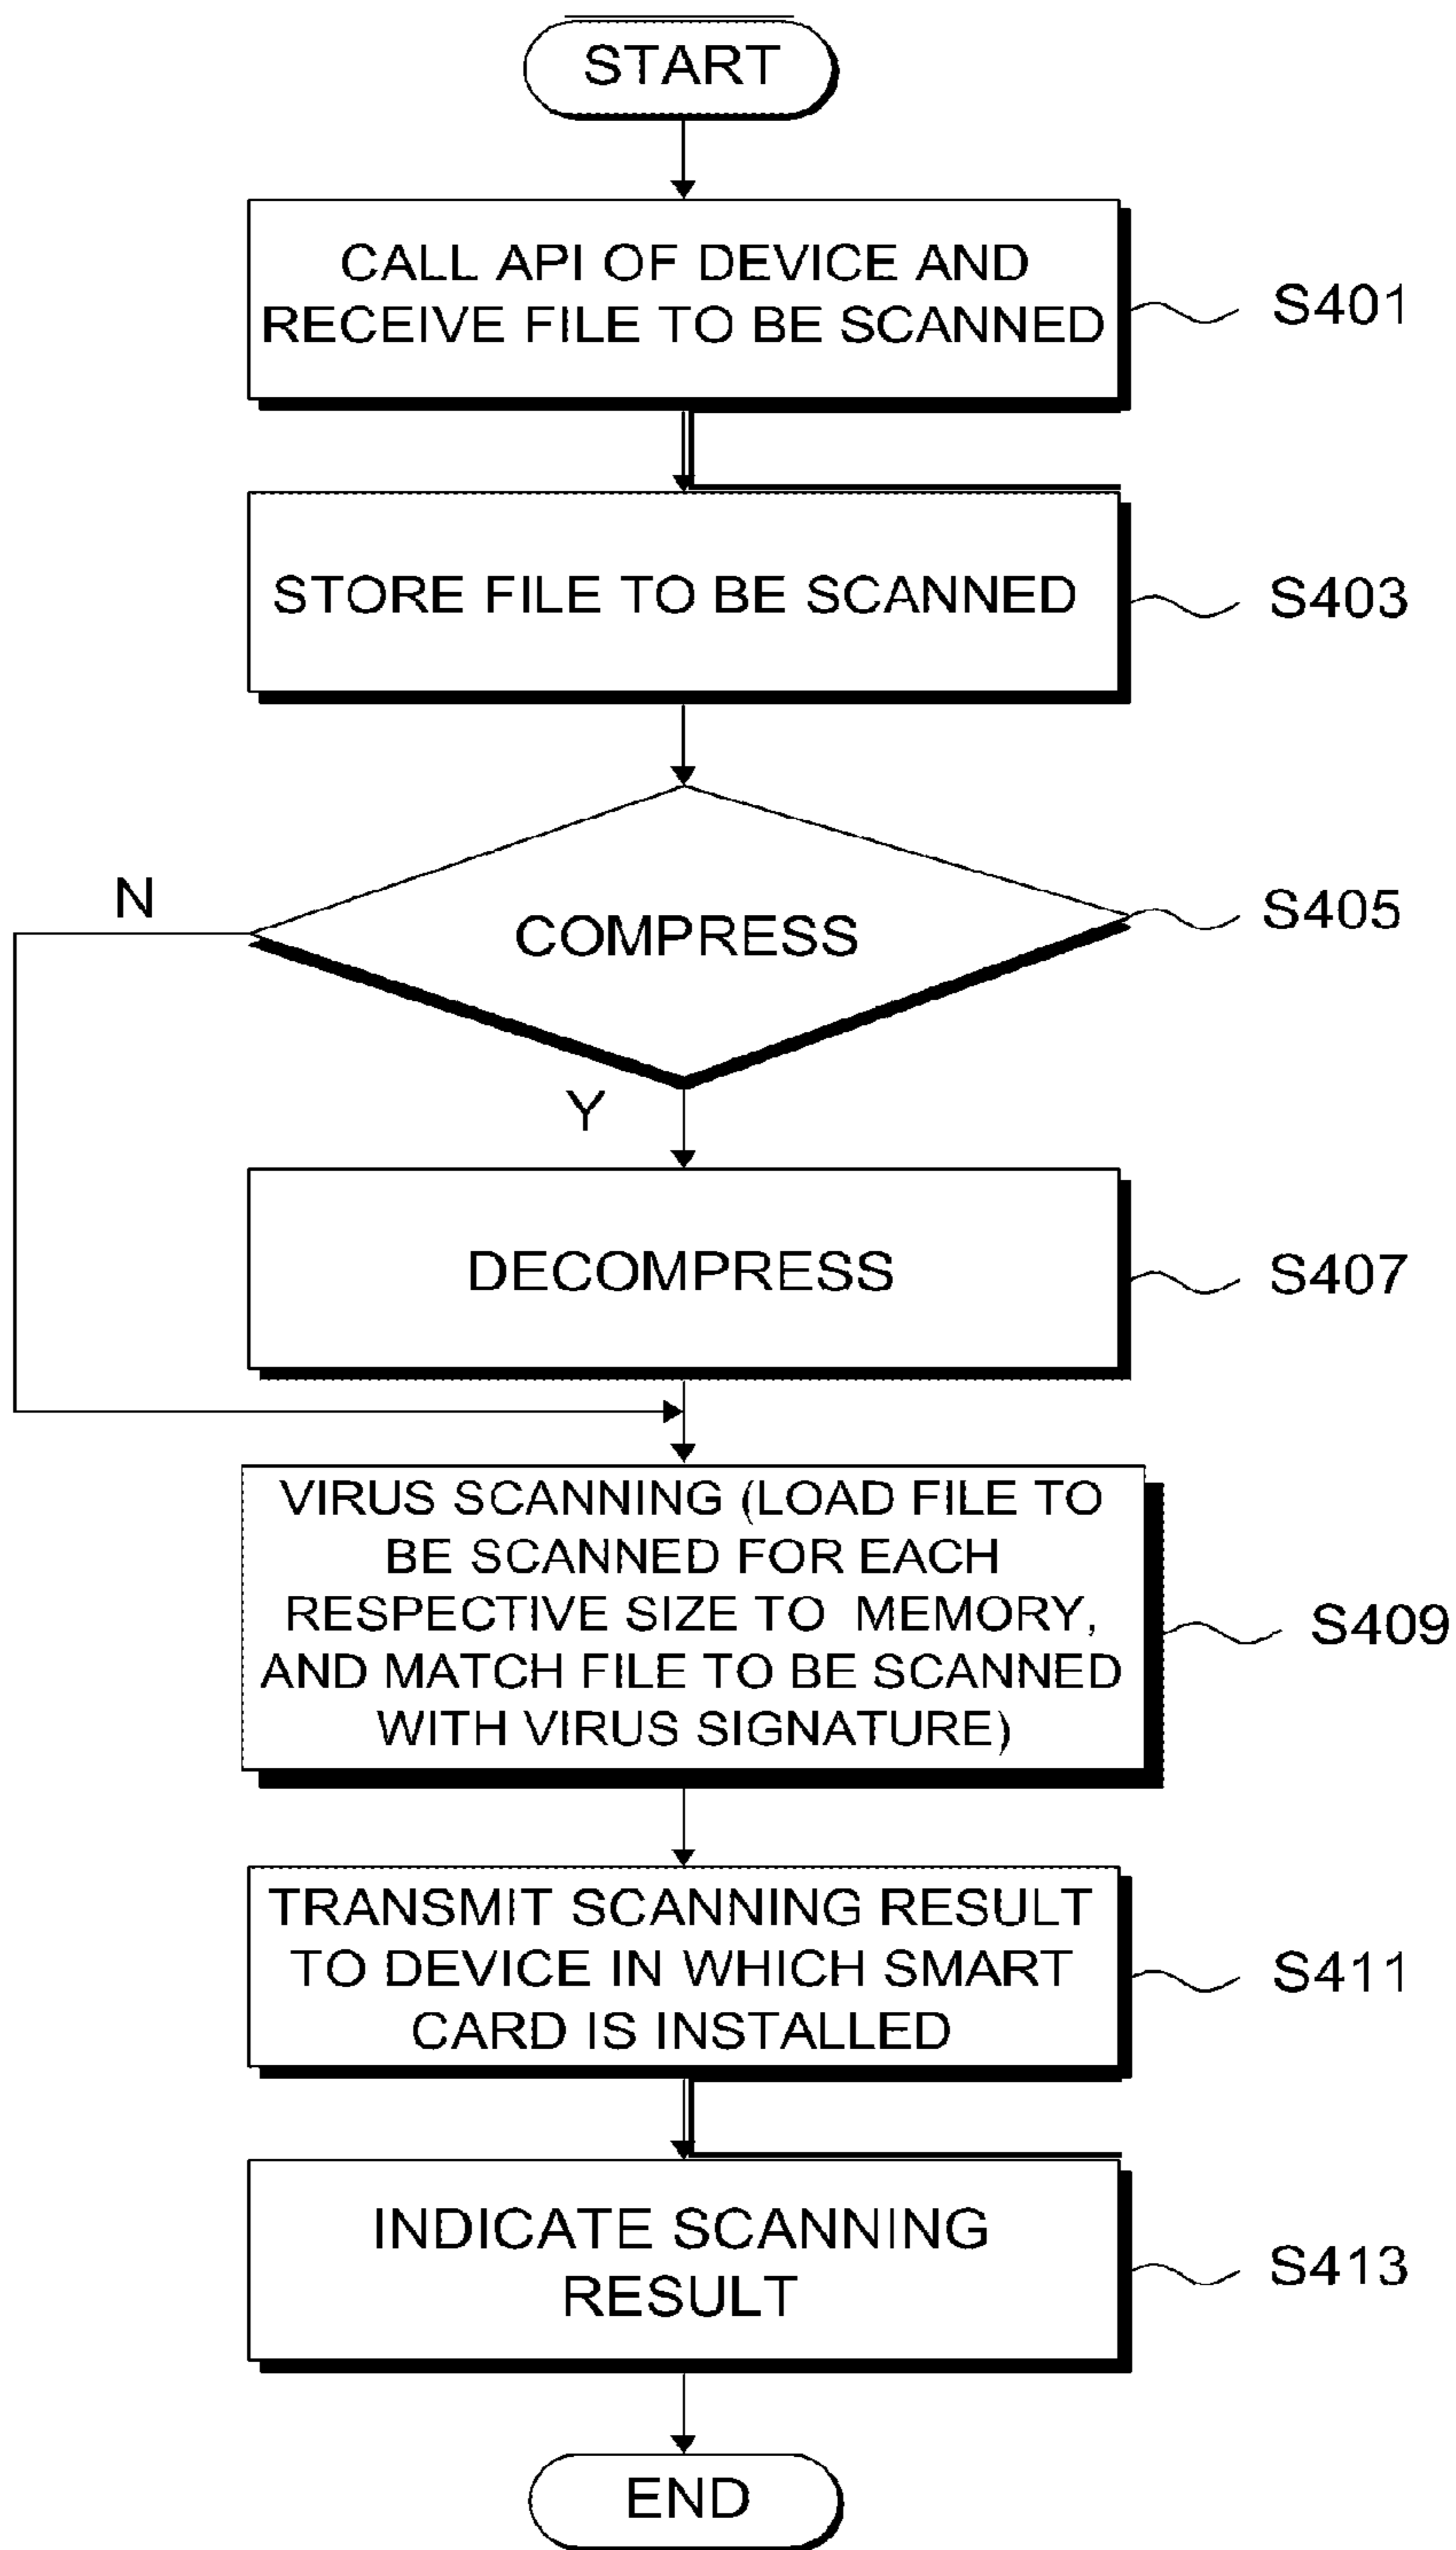 START
CALL API OF DEVICE AND
RECEIVE FILE TO BE SCANNED
S401
STORE FILE TO BE SCANNED
S403
N
COMPRESS
S405
Y
DECOMPRESS
S407
VIRUS SCANNING (LOAD FILE TO
BE SCANNED FOR EACH
RESPECTIVE SIZE TO MEMORY,
AND MATCH FILE TO BE SCANNED
WITH VIRUS SIGNATURE)
S409
TRANSMIT SCANNING RESULT
TO DEVICE IN WHICH SMART
CARD IS INSTALLED
S411
INDICATE SCANNING
RESULT
S413
END